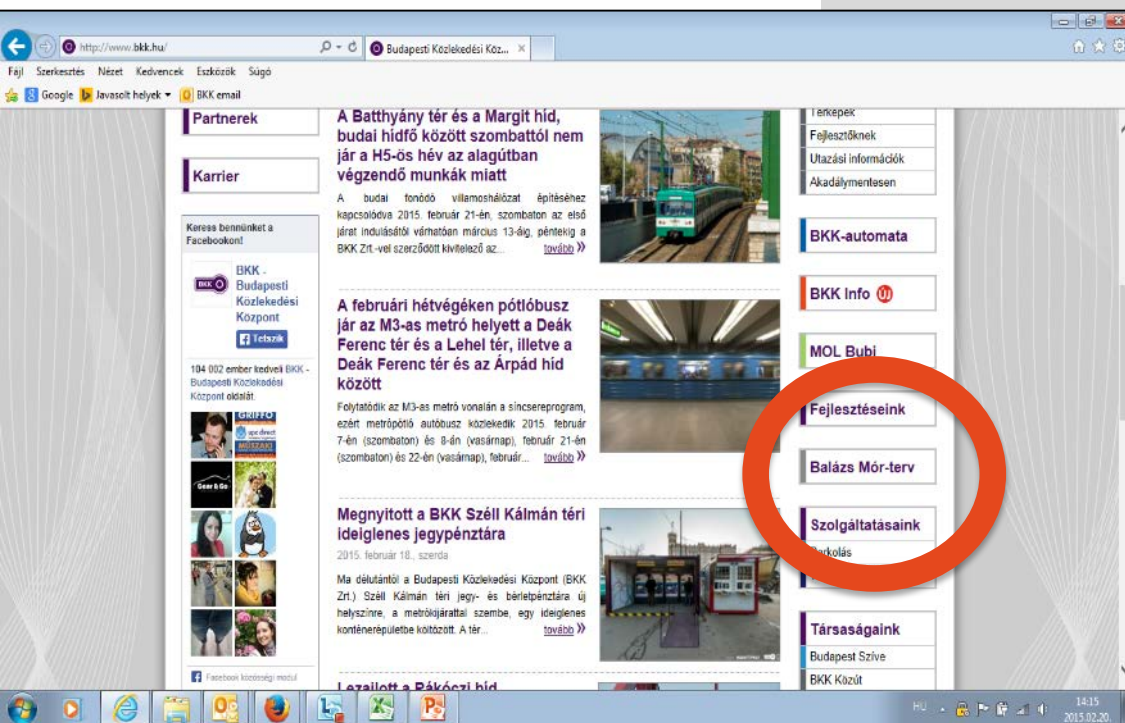 http://www.bkk.hu/
Budapesti Közlekedési Köz...
Fájl Szerkesztés Nézet Kedvencek Eszközök Súgó
Google Javasolt helyek BKK email
Partnerek
Karrier
Keress bennünket a
Facebookon!
BKK
BKK -
Budapesti
Közlekedési
Központ
Tetszik
104 002 ember kedveli BKK -
Budapesti Közlekedési
Központ oldalát.
GRIFFO
MŰSZAKI
Gear & Go
Facebook közösségi modul
A Batthyány tér és a Margit híd,
budai hídfő között szombattól nem
jár a H5-ös hév az alagútban
végzendő munkák miatt
A budai fonódó villamoshálózat építéséhez
kapcsolódva 2015. február 21-én, szombaton az első
járat indulásától várhatóan március 13-áig, péntekig a
BKK Zrt.-vel szerződött kivitelező az... tovább
A februári hétvégéken pótlóbusz
jár az M3-as metró helyett a Deák
Ferenc tér és a Lehel tér, illetve a
Deák Ferenc tér és az Árpád híd
között
Folytatódik az M3-as metró vonalán a síncsereprogram,
ezért metrópótló autóbusz közlekedik 2015. február
7-én (szombaton) és 8-án (vasárnap), február 21-én
(szombaton) és 22-én (vasárnap), február... tovább
Megnyitott a BKK Széll Kálmán téri
ideiglenes jegypénztára
2015. február 18., szerda
Ma délutántól a Budapesti Közlekedési Központ (BKK
Zrt.) Széll Kálmán téri jegy- és bérletpénztára új
helyszínre, a metrókijárattal szembe, egy ideiglenes
konténerépületbe költözött. A tér... tovább
Lezajlott a Rákóczi híd
Térképek
Fejlesztőknek
Utazási információk
Akadálymentesen
BKK-automata
BKK Info ÚJ
MOL Bubi
Fejlesztéseink
Balázs Mór-terv
Szolgáltatásaink
Parkolás
Társaságaink
Budapest Szíve
BKK Közút
HU
14:15
2015.02.20.